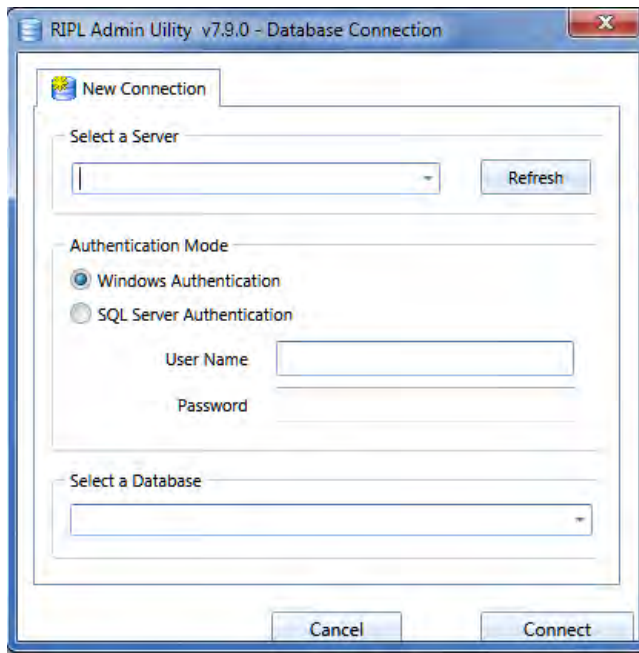 RIPL Admin Uility v7.9.0 - Database Connection
New Connection
Select a Server
Refresh
Authentication Mode
Windows Authentication
SQL Server Authentication
User Name
Password
Select a Database
Cancel
Connect